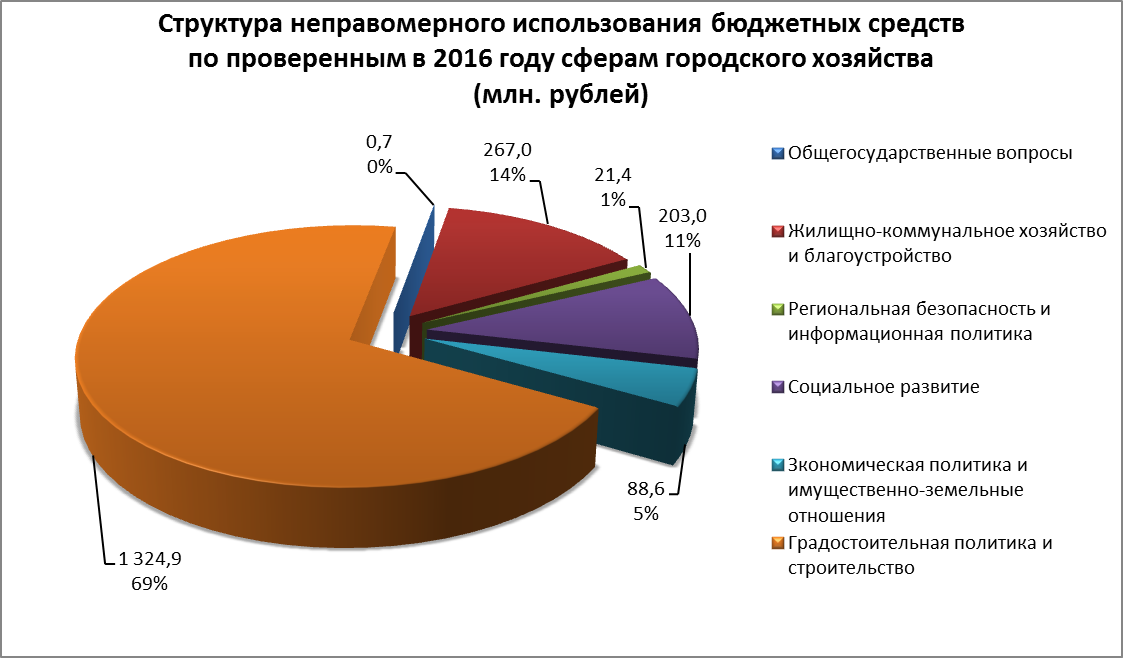 Структура неправомерного использования бюджетных средств
по проверенным в 2016 году сферам городского хозяйства
(млн. рублей)
0,7
0%
267,0
14%
21,4
1%
203,0
11%
88,6
5%
1 324,9
69%
Общегосударственные вопросы
Жилищно-коммунальное хозяйство
и благоустройство
Региональная безопасность и
информационная политика
Социальное развитие
Зкономическая политика и
имущественно-земельные
отношения
Градостоительная политика и
строительство